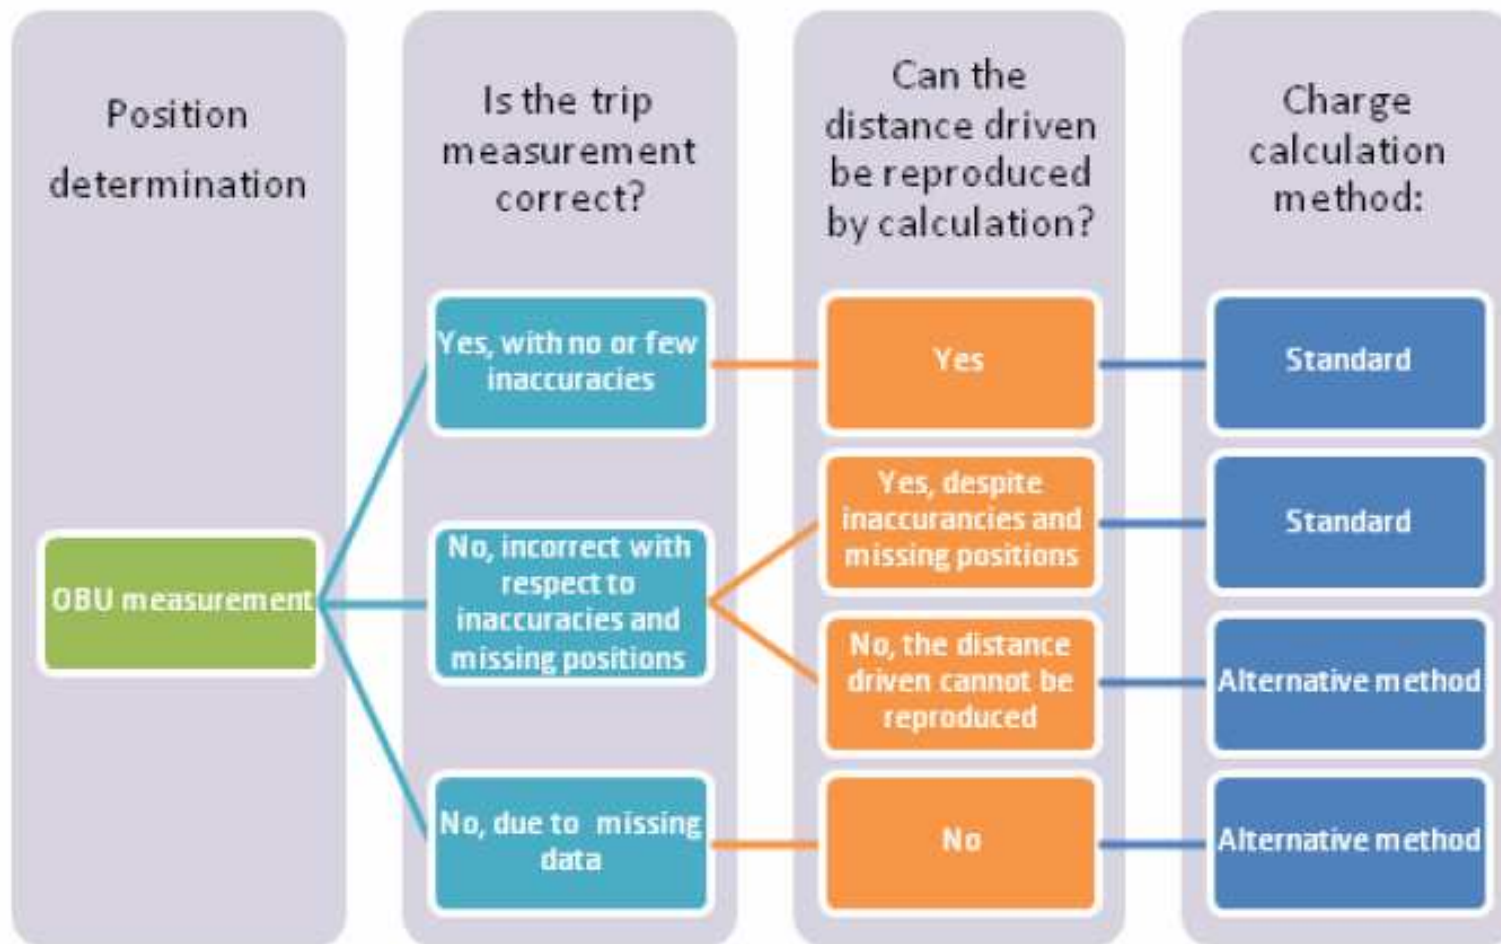 Position
determination
Is the trip
measurement
correct?
Can the
distance driven
be reproduced
by calculation?
Charge
calculation
method:
OBU measurement
Yes, with no or few
inaccuracies
No, incorrect with
respect to
inaccuracies and
missing positions
No, due to missing
data
Yes
Yes, despite
inaccurancies and
missing positions
No, the distance
driven cannot be
reproduced
No
Standard
Standard
Alternative method
Alternative method